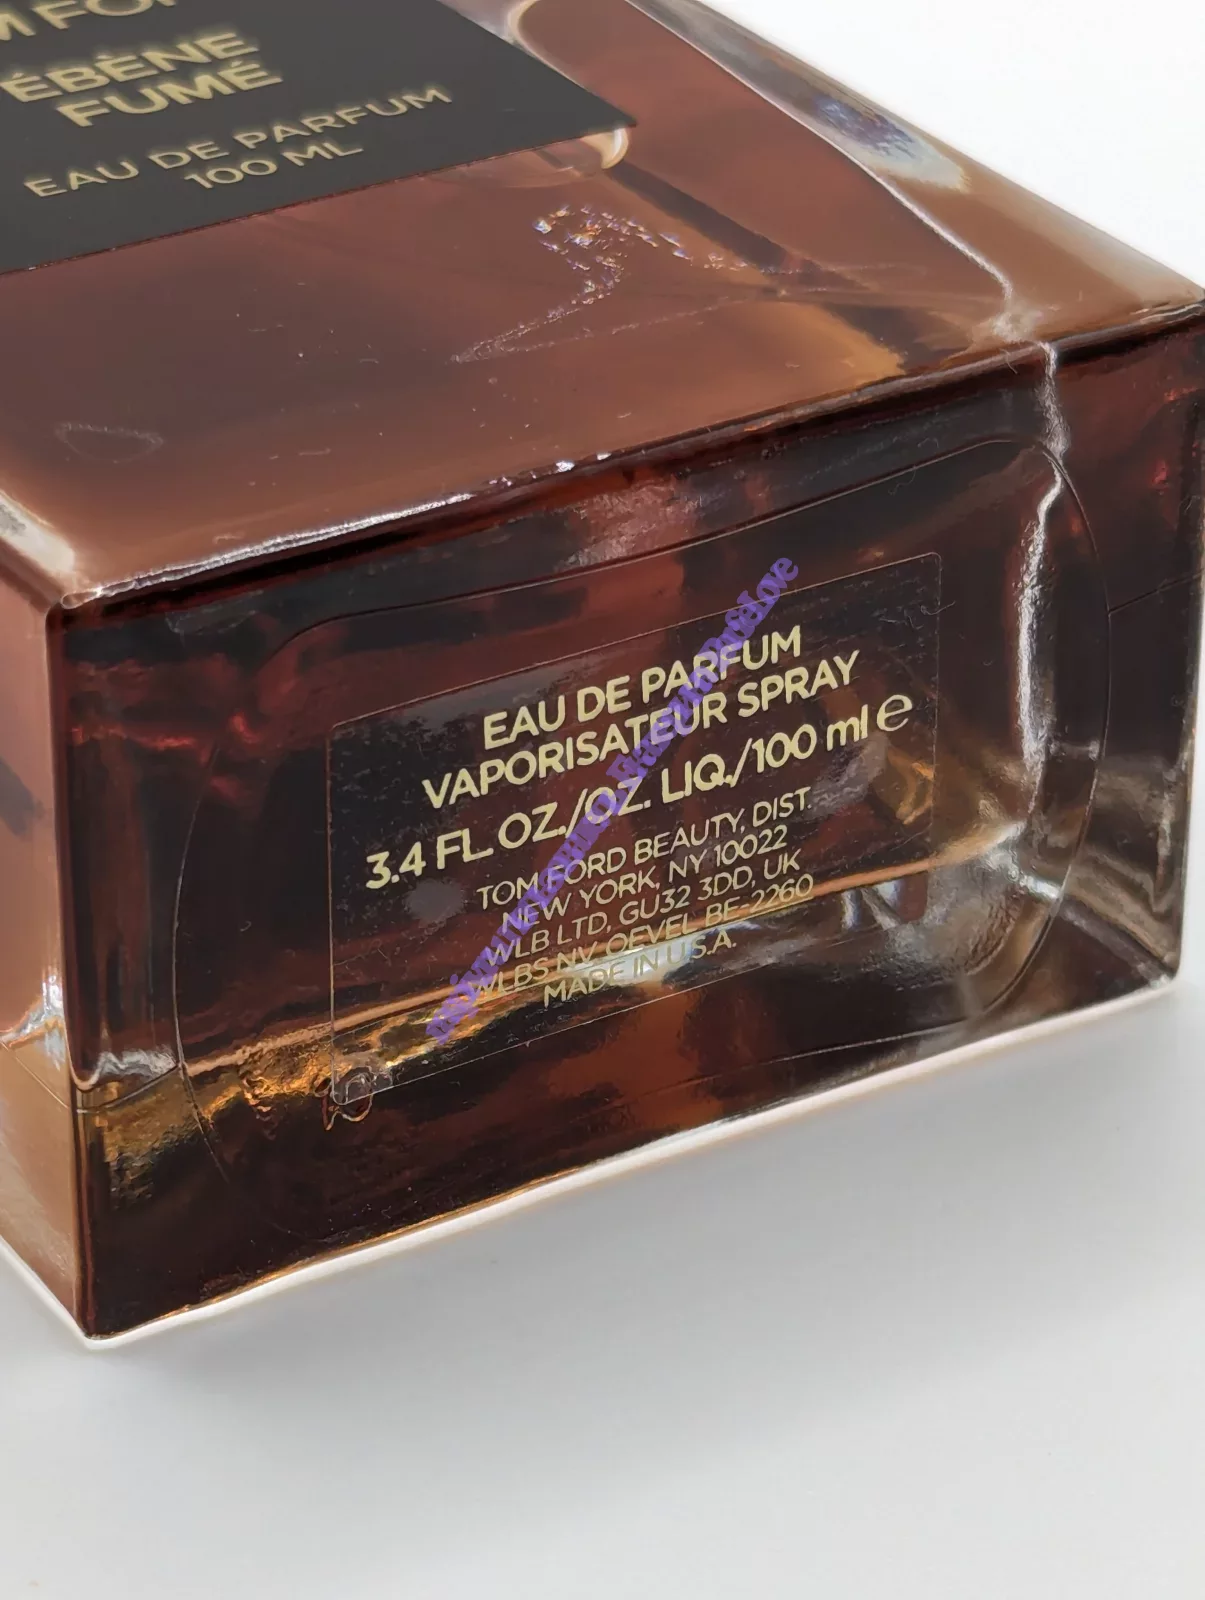 M FOR
ÉBÈNE
FUMÉ
EAU DE PARFUM
100 ML
EAU DE PARFUM
VAPORISATEUR SPRAY
3.4 FL. OZ./OZ. LIQ./100 ml ℮
TOM FORD BEAUTY, DIST.
NEW YORK, NY 10022
WLB LTD, GU32 3DD, UK
WLBS NV OEVEL BE-2260
MADE IN U.S.A.